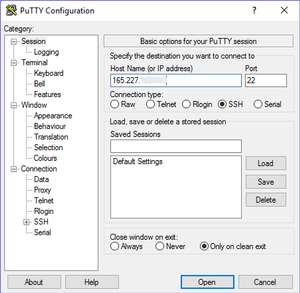 PuTTY Configuration
Category:
Session
Logging
Terminal
Keyboard
Bell
Features
Window
Appearance
Behaviour
Translation
Selection
Colours
Connection
Data
Proxy
Telnet
Rlogin
SSH
Serial
Basic options for your PuTTY session
Specify the destination you want to connect to
Host Name (or IP address) Port
165.227. 22
Connection type:
Raw Telnet Rlogin SSH Serial
Load, save or delete a stored session
Saved Sessions
Default Settings
Load
Save
Delete
Close window on exit:
Always Never Only on clean exit
About Help Open Cancel